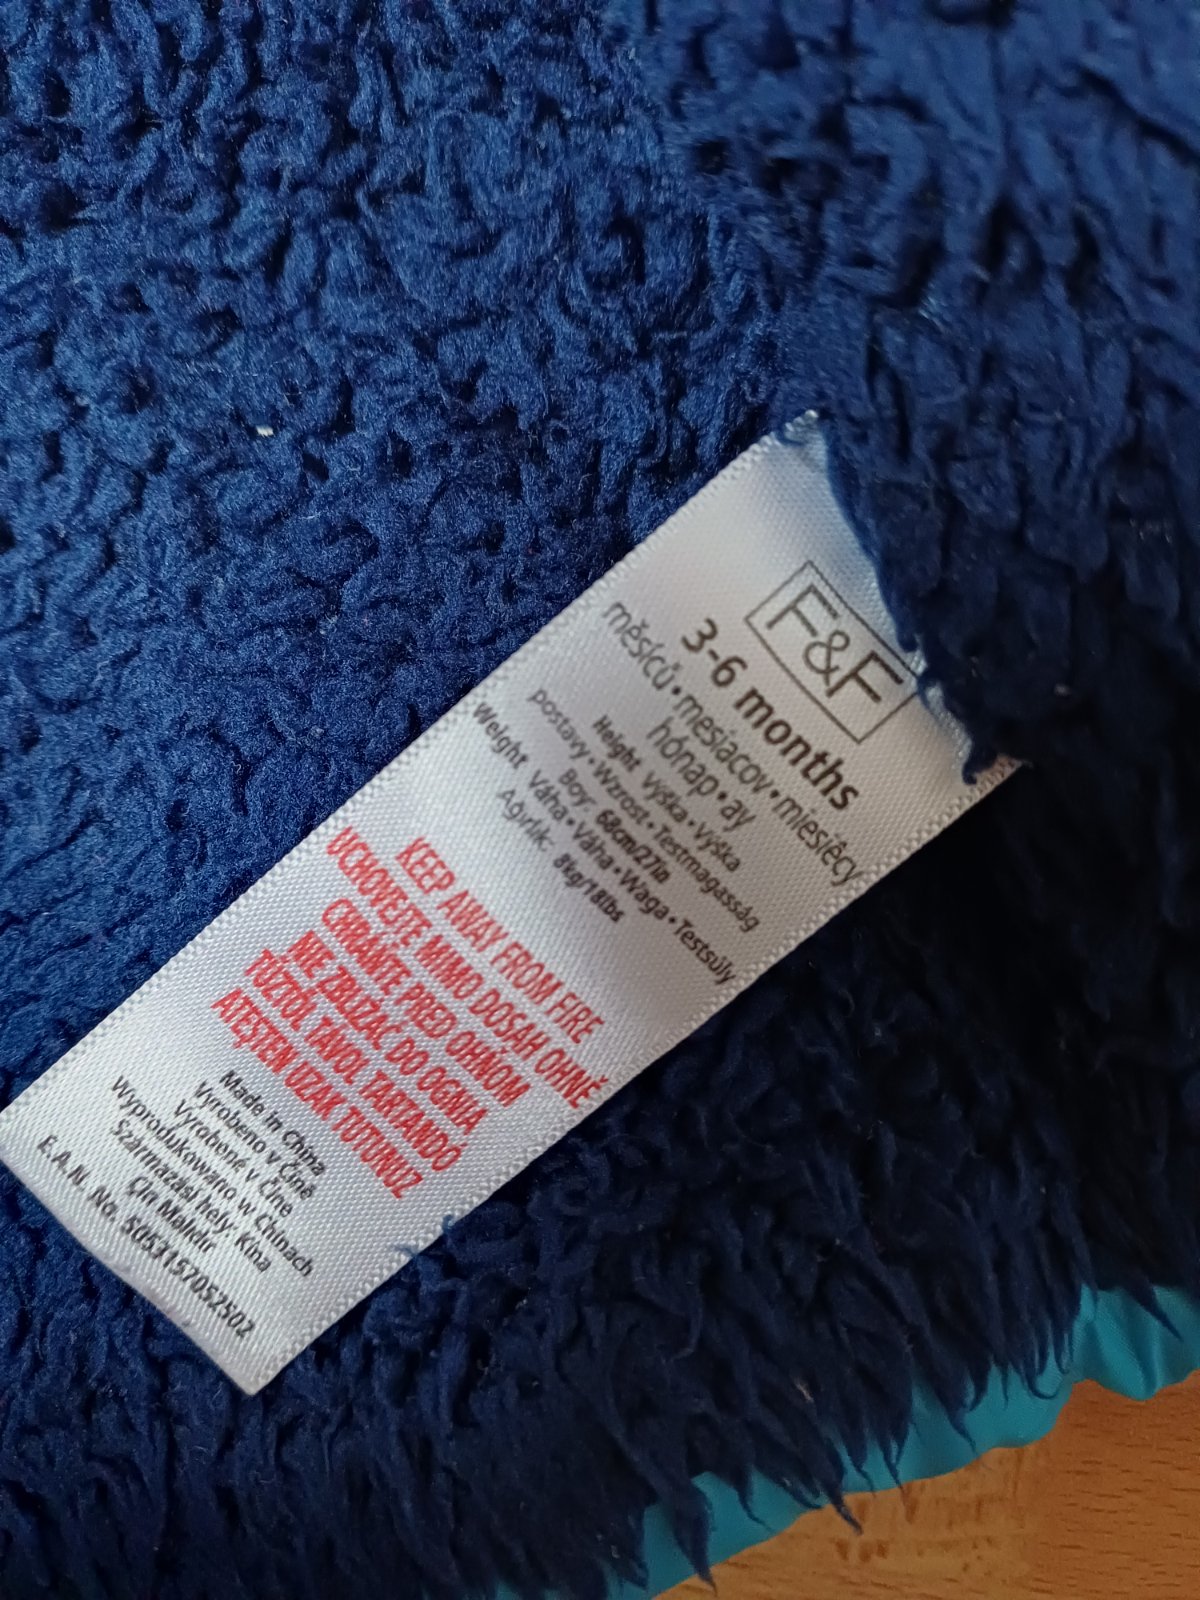 F&F
3-6 months
měsíců • mesiacov • miesięcy
hónap • ay
Height Výška • Výška
postavy • Wzrost • Testmagasság
Boy: 68cm/27in
Weight Váha • Váha • Waga • Testsúly
Ağırlık: 8kg/18lbs
KEEP AWAY FROM FIRE
UCHOVEJTE MIMO DOSAH OHNĚ
CHRÁŇTE PRED OHŇOM
NE ZBLIŻAĆ DO OGNIA
TŰZTŐL TÁVOL TARTANDÓ
ATEŞTEN UZAK TUTUNUZ
Made in China
Vyrobeno v Číně
Vyrobené v Číne
Wyprodukowano w Chinach
Származási hely: Kína
Çin Malıdır
E.A.N. No. 5053157052502